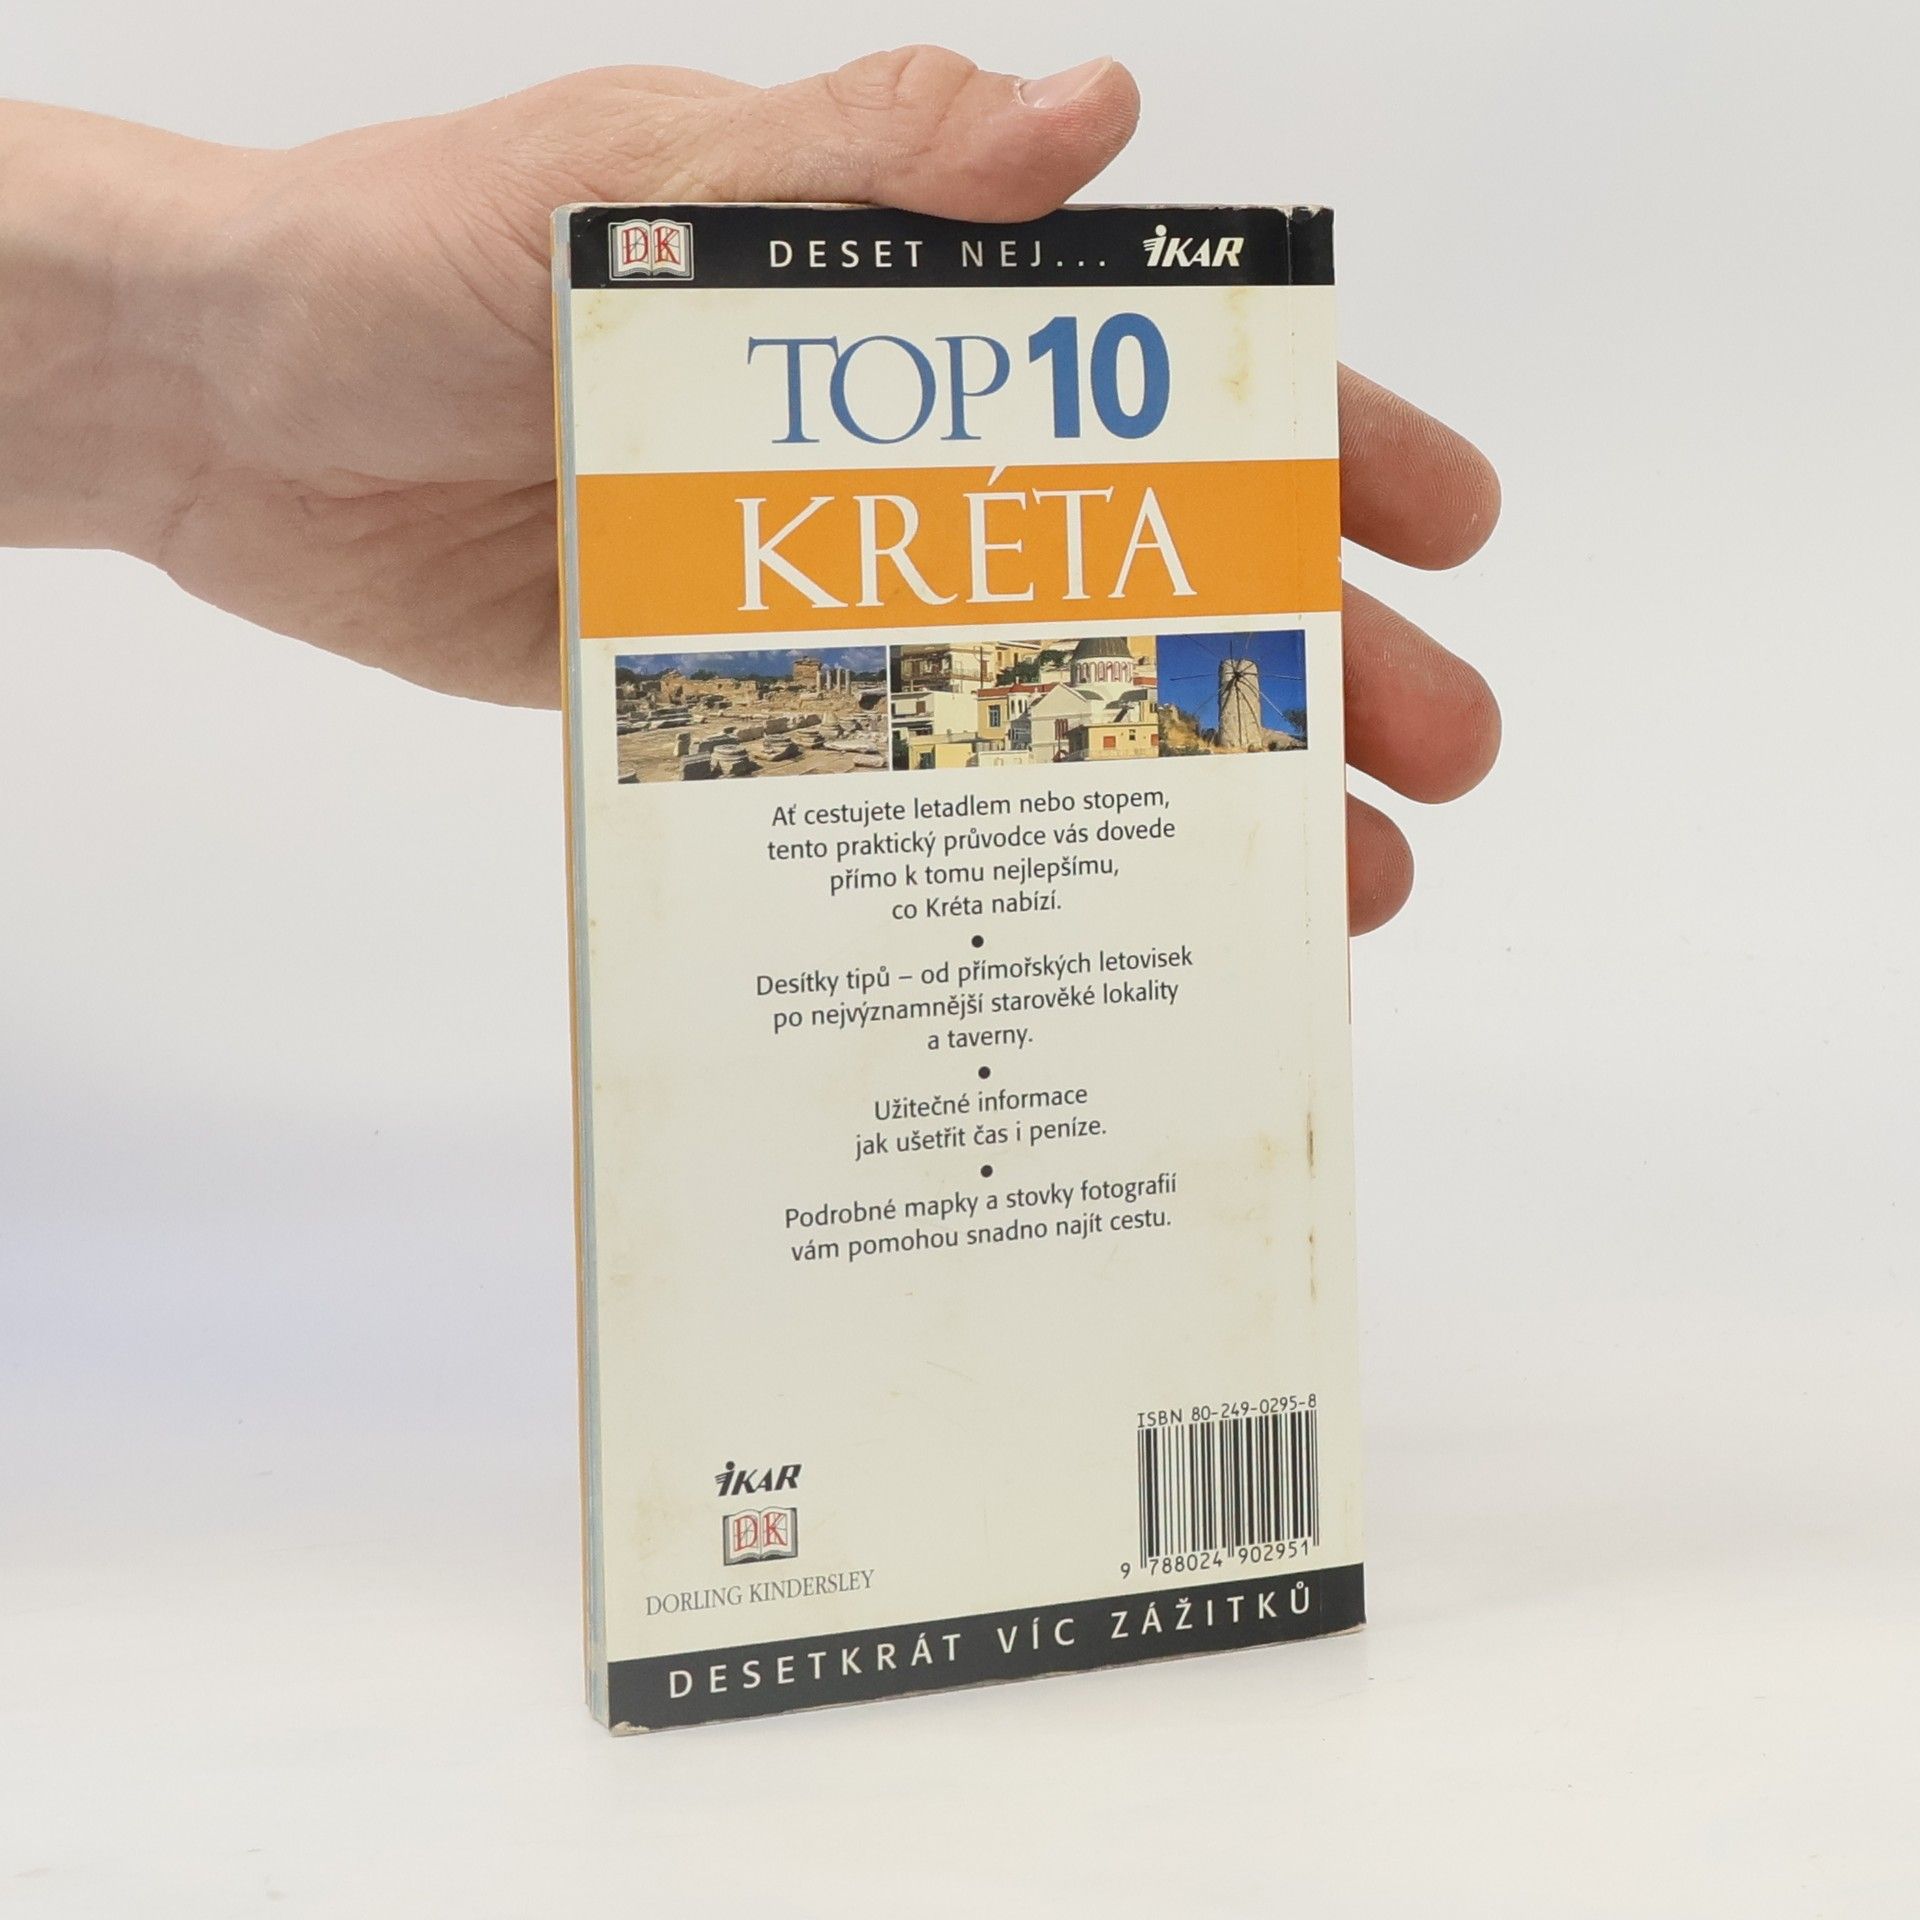 DK DESET NEJ... iKAR
TOP 10
KRÉTA
Ať cestujete letadlem nebo stopem,
tento praktický průvodce vás dovede
přímo k tomu nejlepšímu,
co Kréta nabízí.
●
Desítky tipů – od přímořských letovisek
po nejvýznamnější starověké lokality
a taverny.
●
Užitečné informace
jak ušetřit čas i peníze.
●
Podrobné mapky a stovky fotografií
vám pomohou snadno najít cestu.
iKAR
DK
DORLING KINDERSLEY
ISBN 80-249-0295-8
9 788024 902951
DESETKRÁT VÍC ZÁŽITKŮ